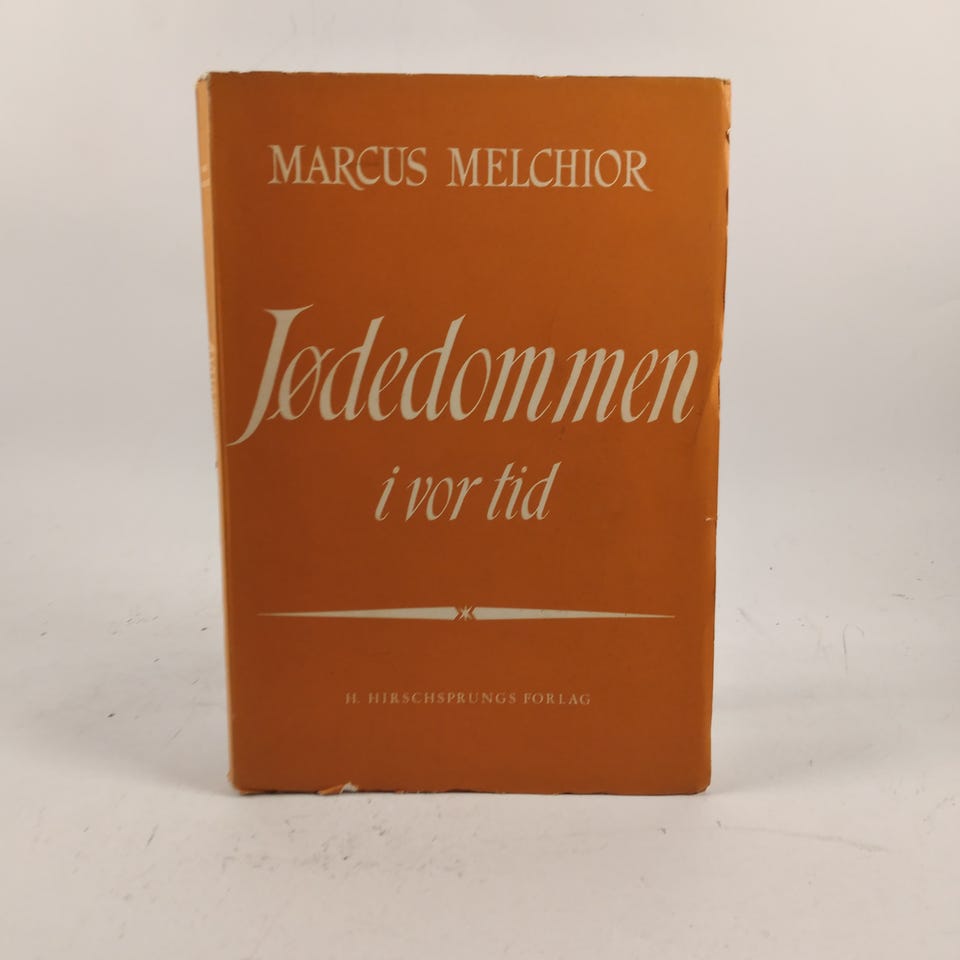 MARCUS MELCHIOR
Jødedommen
i vor tid
H. HIRSCHSPRUNGS FORLAG